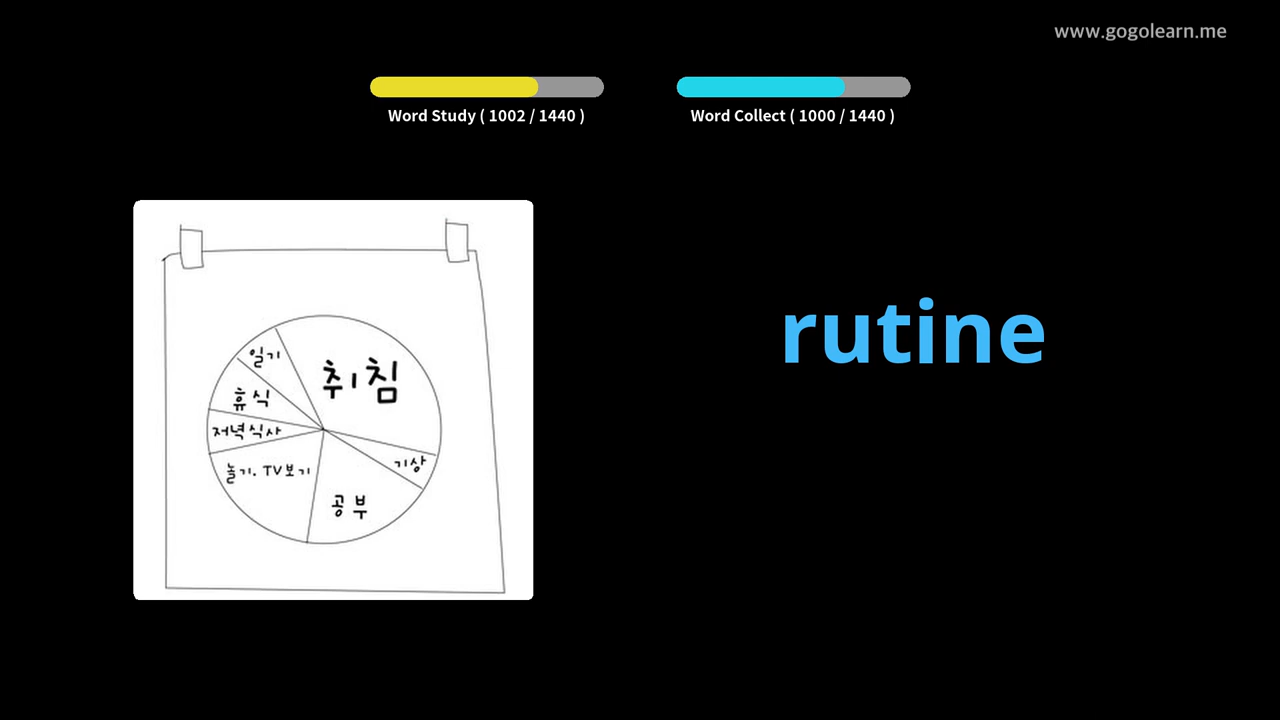 www.gogolearn.me
Word Study ( 1002 / 1440 )
Word Collect ( 1000 / 1440 )
rutine
일기
취침
휴식
저녁식사
기상
놀기. TV보기
공부